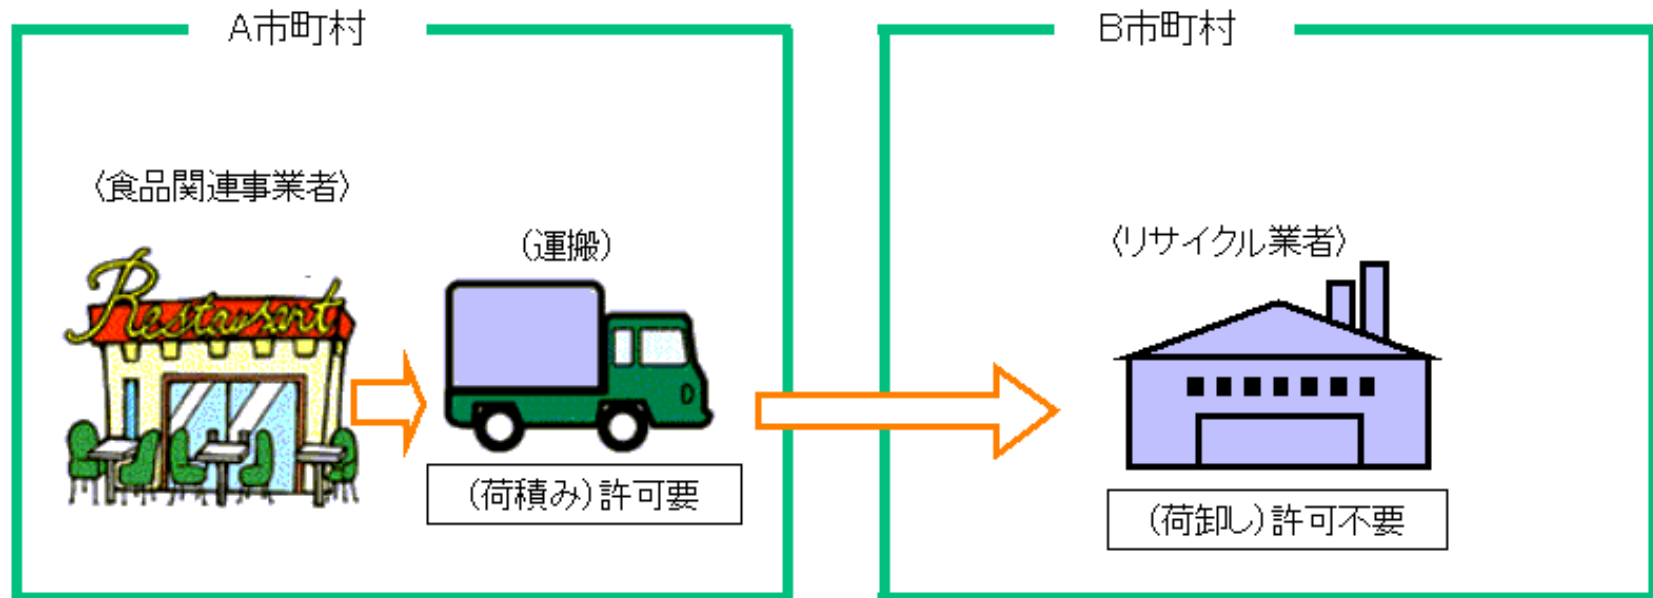 A市町村
B市町村
〈食品関連事業者〉
(運搬)
〈リサイクル業者〉
Restaurant
(荷積み)許可要
(荷卸し)許可不要